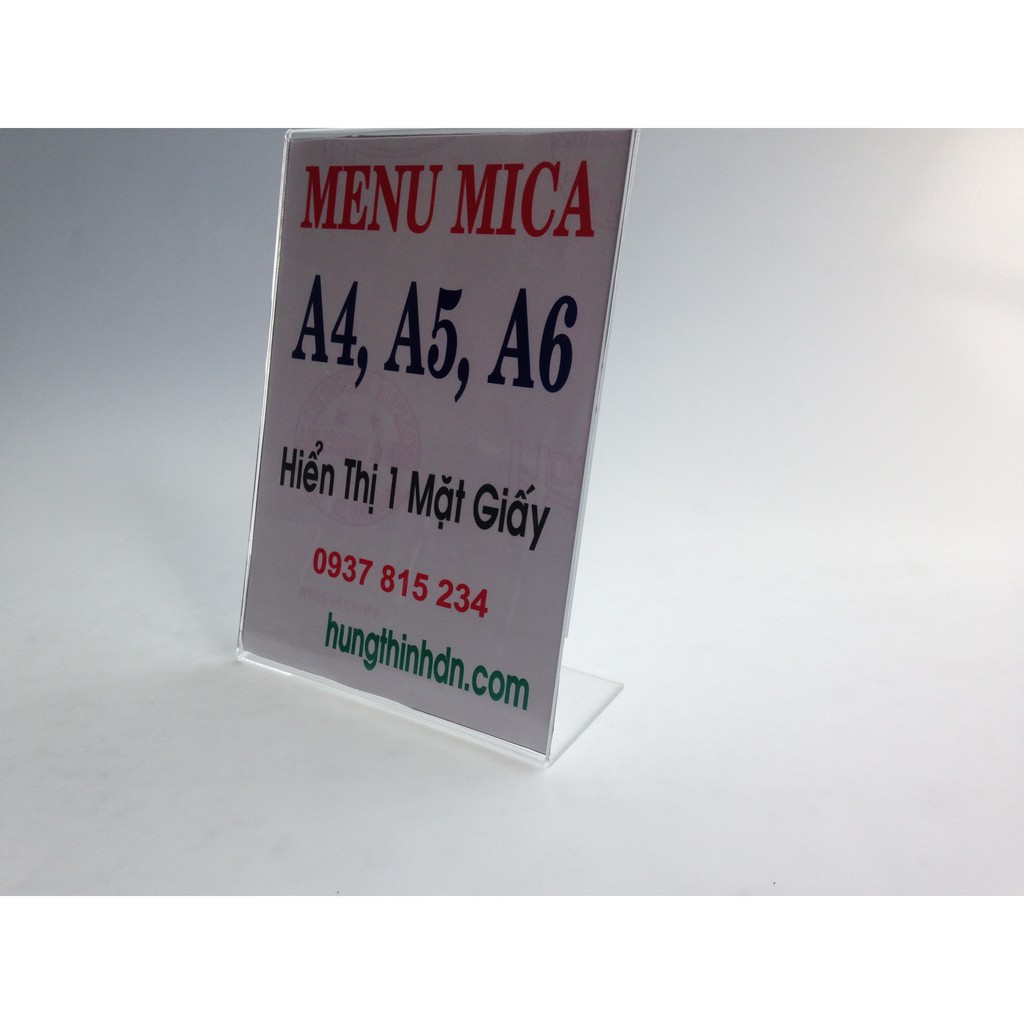 MENU MICA
A4, A5, A6
Hiển Thị 1 Mặt Giấy
0937 815 234
hungthinhdn.com